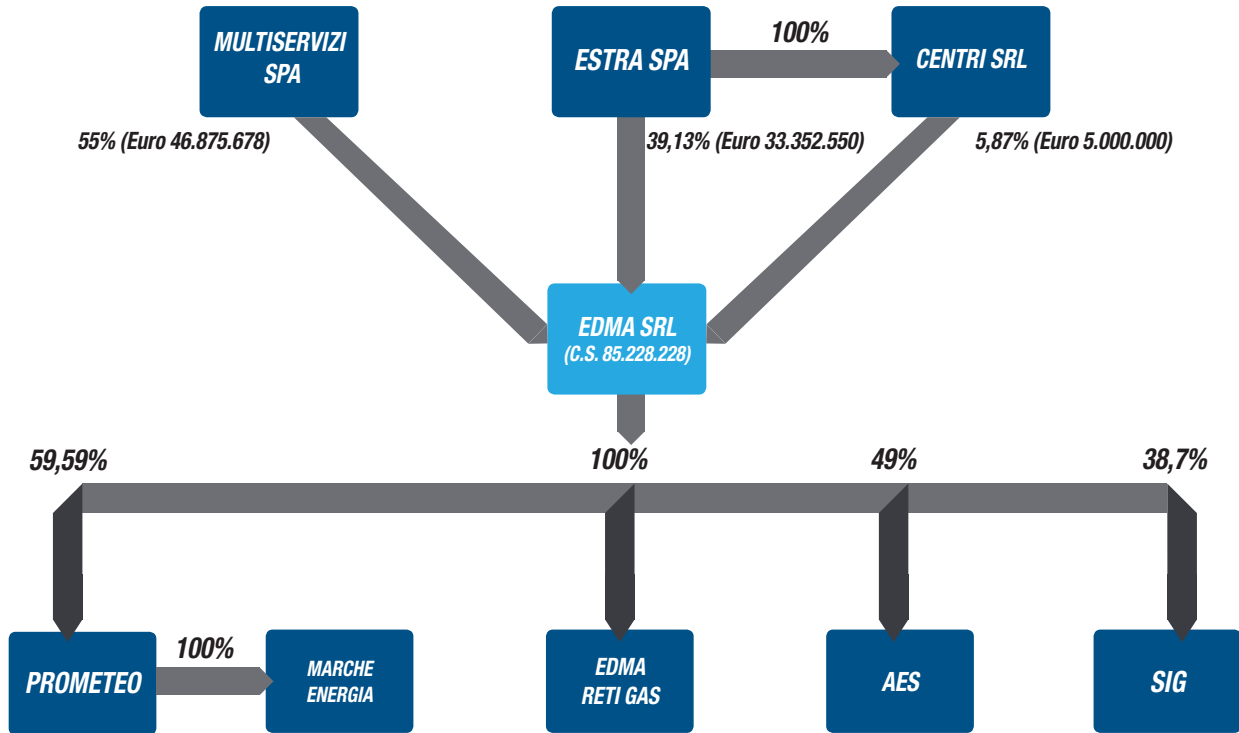 MULTISERVIZI
SPA
ESTRA SPA
100%
CENTRI SRL
55% (Euro 46.875.678)
39,13% (Euro 33.352.550)
5,87% (Euro 5.000.000)
EDMA SRL
(C.S. 85.228.228)
59,59%
100%
49%
38,7%
PROMETEO
100%
MARCHE
ENERGIA
EDMA
RETI GAS
AES
SIG